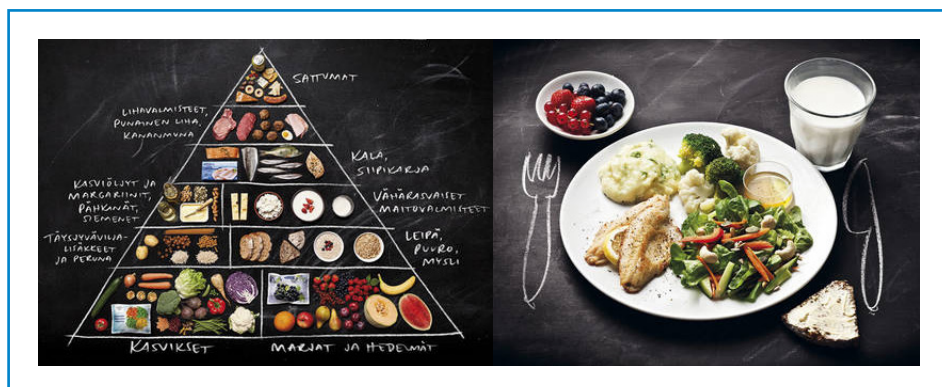 SATTUMAT
LIHAVALMISTEET,
PUNAINEN LIHA,
KANANMUNA
KALA,
SIIPIKARJA
KASVIÖLJYT JA
MARGARIINIT,
PÄHKINÄT,
SIEMENET
VÄHÄRASVAISET
MAITOVALMISTEET
TÄYSJYVÄVILJA-
LISÄKKEET
JA PERUNA
LEIPÄ,
PUURO,
MYSLI
KASVIKSET
MARJAT JA HEDELMÄT